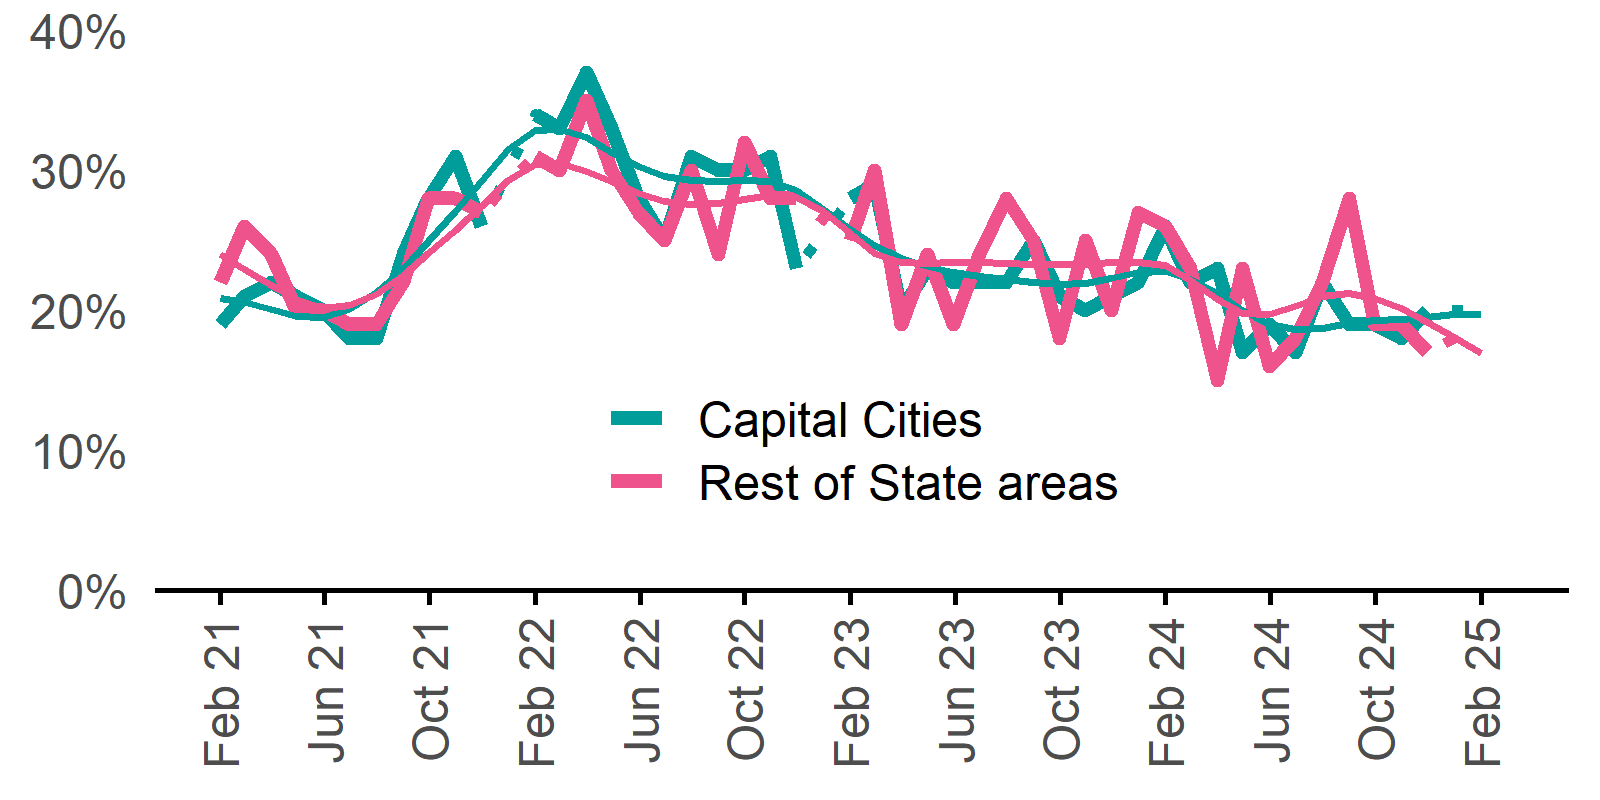 40%
30%
20%
10%
0%
Capital Cities
Rest of State areas
Feb 21
Jun 21
Oct 21
Feb 22
Jun 22
Oct 22
Feb 23
Jun 23
Oct 23
Feb 24
Jun 24
Oct 24
Feb 25